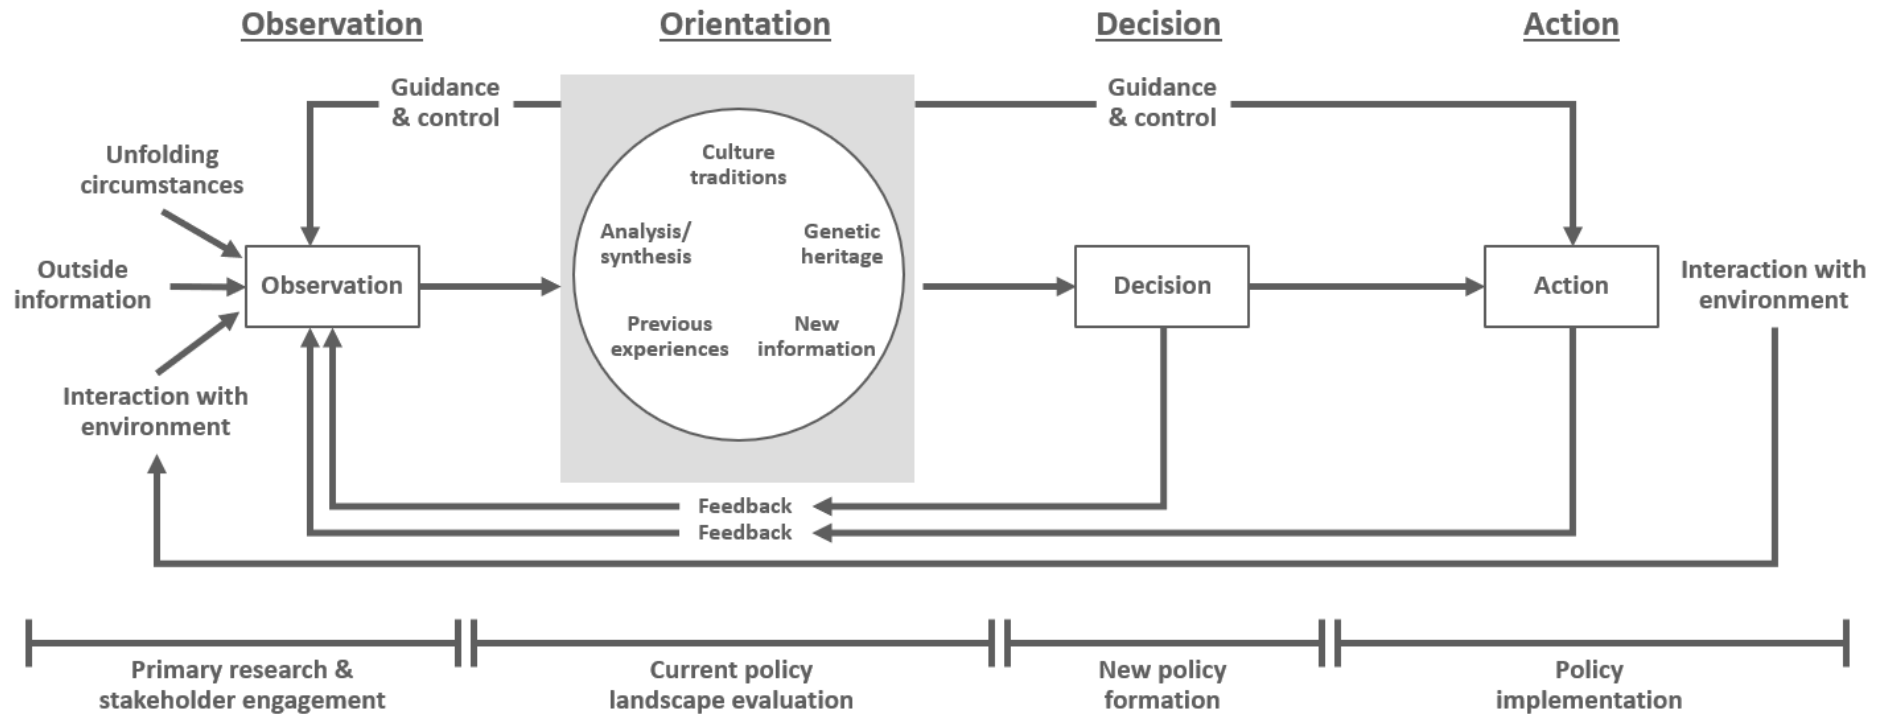 Observation
Orientation
Decision
Action
Guidance
& control
Guidance
& control
Unfolding
circumstances
Culture
traditions
Analysis/
synthesis
Genetic
heritage
Outside
information
Observation
Decision
Action
Interaction with
environment
Previous
experiences
New
information
Interaction with
environment
Feedback
Feedback
Primary research &
stakeholder engagement
Current policy
landscape evaluation
New policy
formation
Policy
implementation